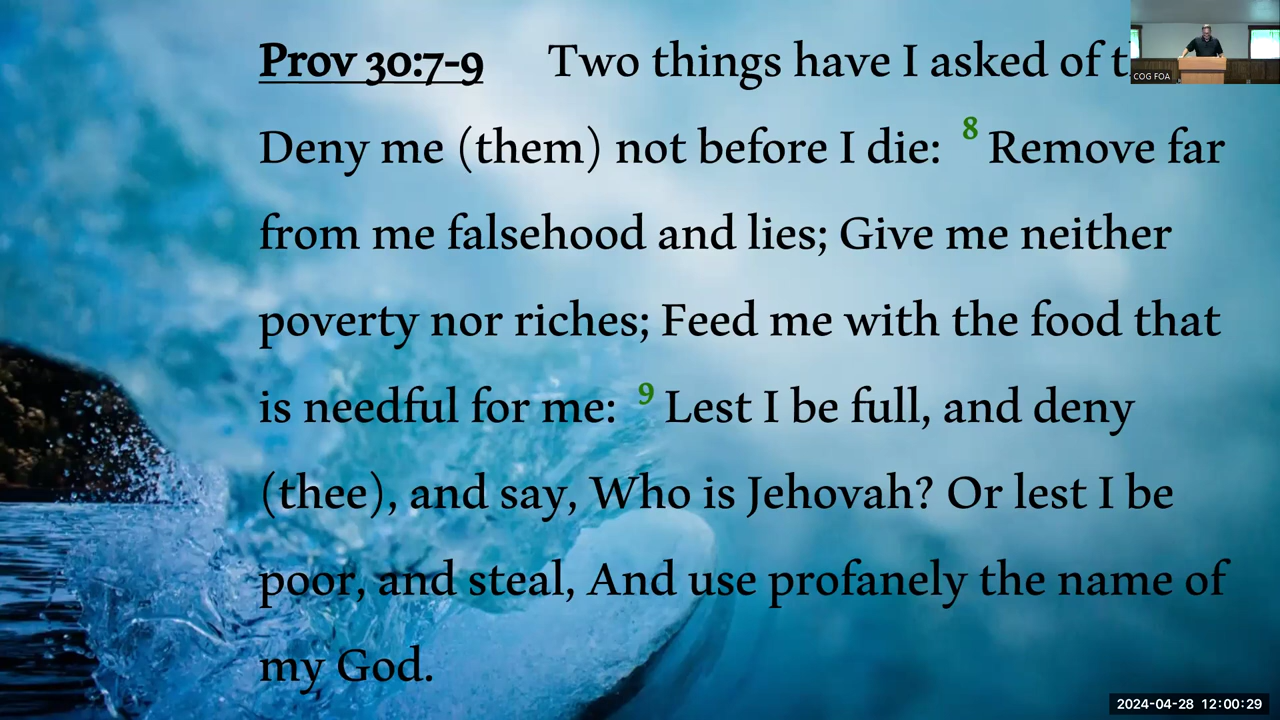 Prov 30:7-9 Two things have I asked of
Deny me (them) not before I die: 8 Remove far
from me falsehood and lies; Give me neither
poverty nor riches; Feed me with the food that
is needful for me: 9 Lest I be full, and deny
(thee), and say, Who is Jehovah? Or lest I be
poor, and steal, And use profanely the name of
my God.
COG FOA
2024-04-28 12:00:29